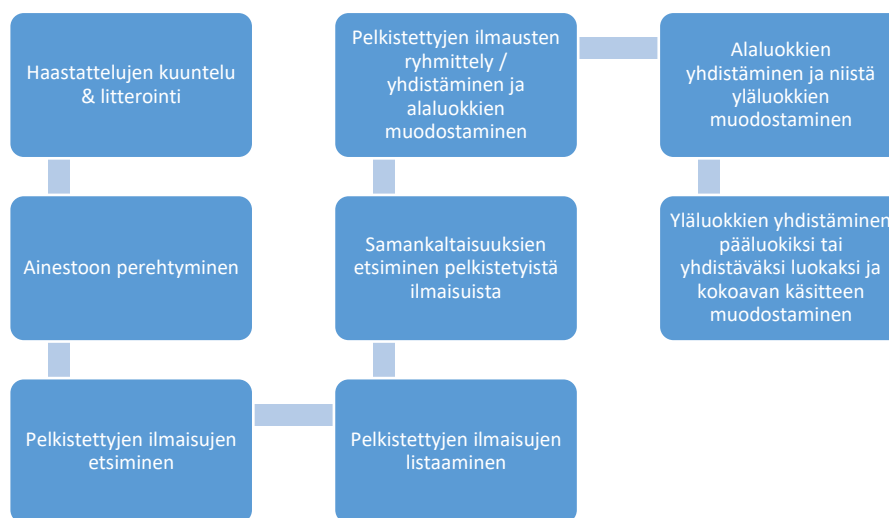 Haastattelujen kuuntelu
& litterointi
Ainestoon perehtyminen
Pelkistettyjen ilmaisujen
etsiminen
Pelkistettyjen ilmaisujen
listaaminen
Samankaltaisuuksien
etsiminen pelkistetyistä
ilmaisuista
Pelkistettyjen ilmausten
ryhmittely /
yhdistäminen ja
alaluokkien
muodostaminen
Alaluokkien
yhdistäminen ja niistä
yläluokkien
muodostaminen
Yläluokkien yhdistäminen
pääluokiksi tai
yhdistäväksi luokaksi ja
kokoavan käsitteen
muodostaminen